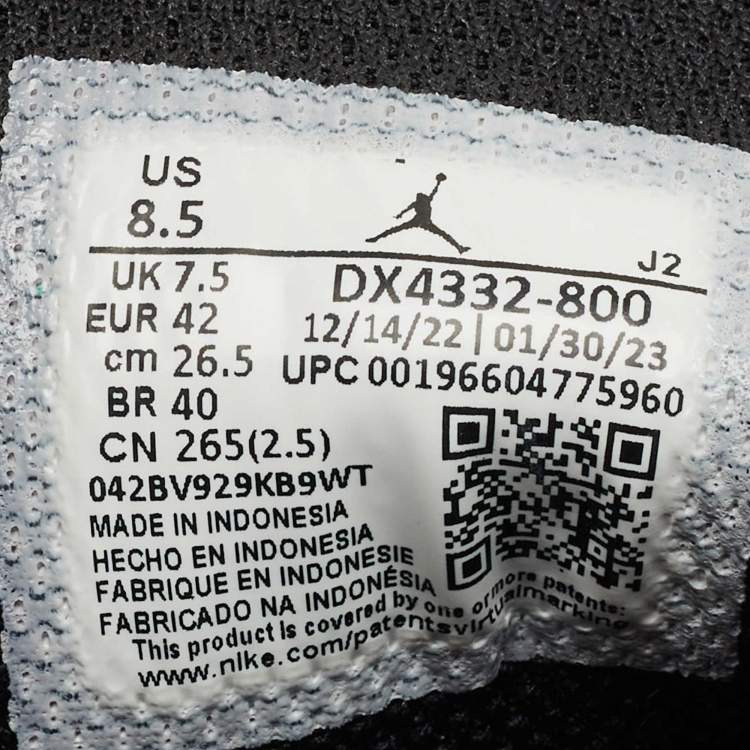 US
8.5
J2
UK 7.5
DX4332-800
EUR 42
12/14/22 | 01/30/23
cm 26.5
UPC 00196604775960
BR 40
CN 265(2.5)
042BV929KB9WT
MADE IN INDONESIA
HECHO EN INDONESIA
FABRIQUE EN INDONESIE
FABRICADO NA INDONÉSIA
This product is covered by one or more patents:
www.nike.com/patentsvirtualmarking